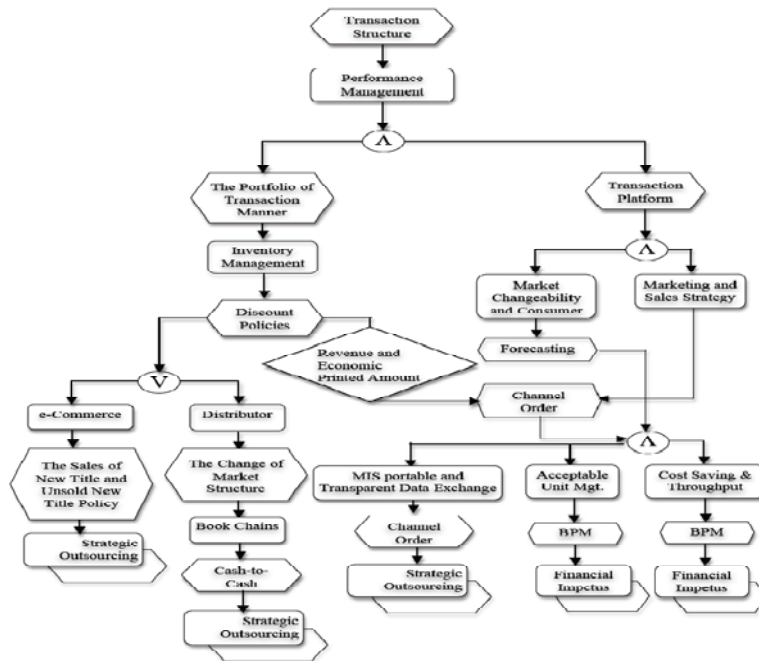 Transaction
Structure
Performance
Management
Λ
The Portfolio of
Transaction
Manner
Transaction
Platform
Inventory
Management
Λ
Market
Changeability
and Consumer
Marketing and
Sales Strategy
Discount
Policies
Revenue and
Economic
Printed Amount
Forecasting
V
Channel
Order
e-Commerce
Distributor
Λ
The Sales of
New Title and
Unsold New
Title Policy
The Change of
Market
Structure
MIS portable and
Transparent Data Exchange
Acceptable
Unit Mgt.
Cost Saving &
Throughput
Book Chains
Channel
Order
BPM
BPM
Strategic
Outsourcing
Cash-to-
Cash
Strategic
Outsourcing
Financial
Impetus
Financial
Impetus
Strategic
Outsourcing